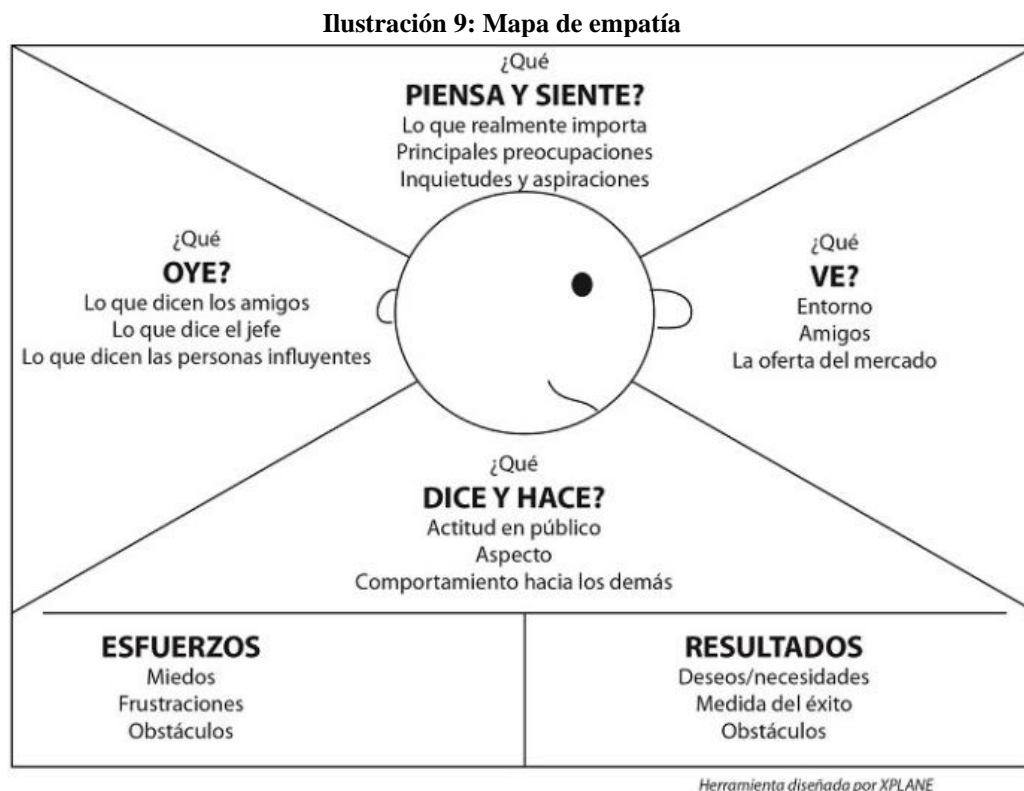 Ilustración 9: Mapa de empatía
¿Qué
PIENSA Y SIENTE?
Lo que realmente importa
Principales preocupaciones
Inquietudes y aspiraciones
¿Qué
OYE?
Lo que dicen los amigos
Lo que dice el jefe
Lo que dicen las personas influyentes
¿Qué
VE?
Entorno
Amigos
La oferta del mercado
¿Qué
DICE Y HACE?
Actitud en público
Aspecto
Comportamiento hacia los demás
ESFUERZOS
Miedos
Frustraciones
Obstáculos
RESULTADOS
Deseos/necesidades
Medida del éxito
Obstáculos
Herramienta diseñada por XPLANE